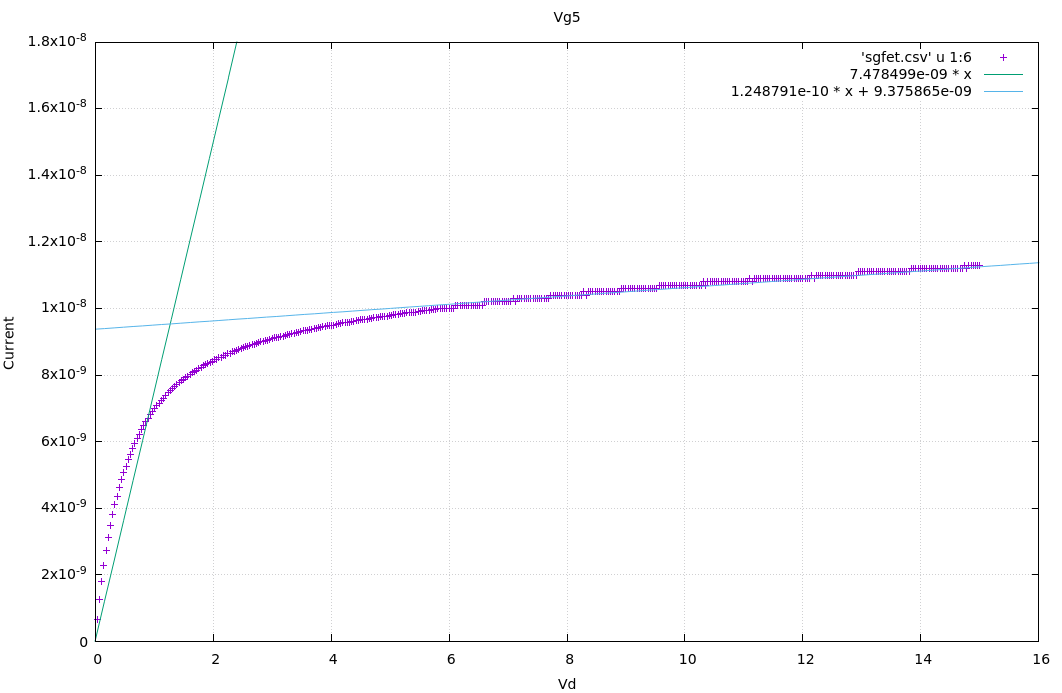 Vg5
'sgfet.csv' u 1:6
7.478499e-09 * x
1.248791e-10 * x + 9.375865e-09
1.8x10⁻⁸
1.6x10⁻⁸
1.4x10⁻⁸
1.2x10⁻⁸
1x10⁻⁸
8x10⁻⁹
6x10⁻⁹
4x10⁻⁹
2x10⁻⁹
0
Current
0 2 4 6 8 10 12 14 16
Vd